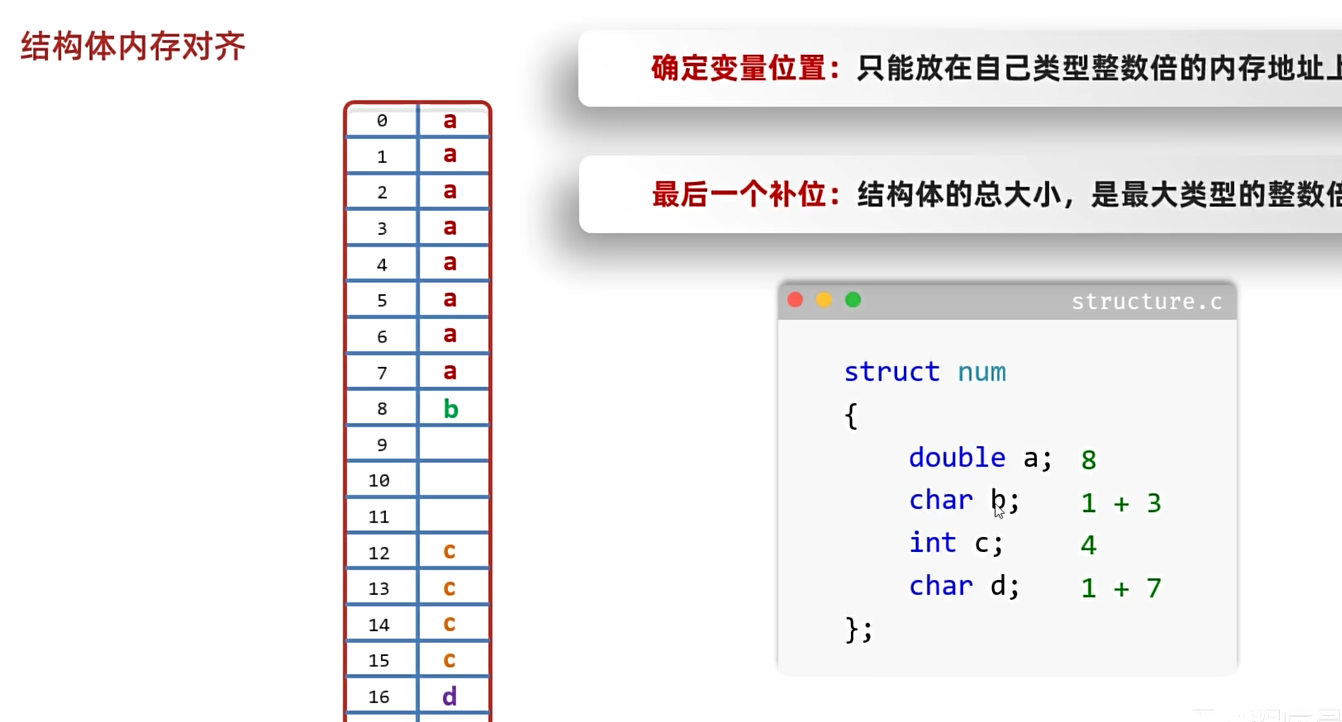 结构体内存对齐
确定变量位置：只能放在自己类型整数倍的内存地址上
最后一个补位：结构体的总大小，是最大类型的整数倍
0 a
1 a
2 a
3 a
4 a
5 a
6 a
7 a
8 b
9
10
11
12 c
13 c
14 c
15 c
16 d
structure.c
struct num
{
double a; 8
char b; 1 + 3
int c; 4
char d; 1 + 7
};